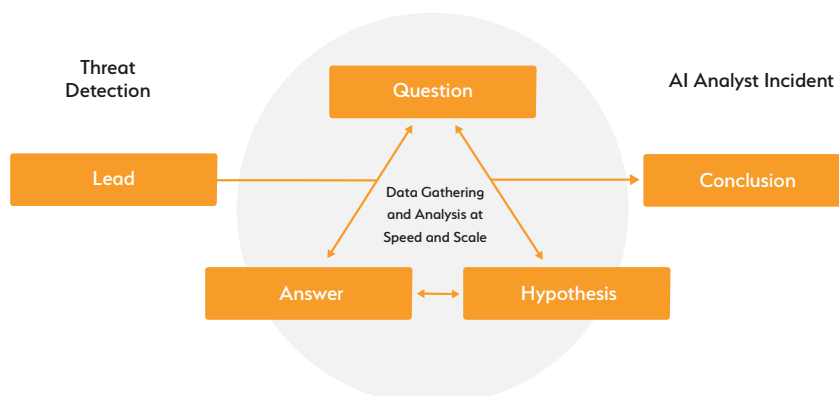 Threat
Detection
Question
AI Analyst Incident
Lead
Conclusion
Data Gathering
and Analysis at
Speed and Scale
Answer
Hypothesis